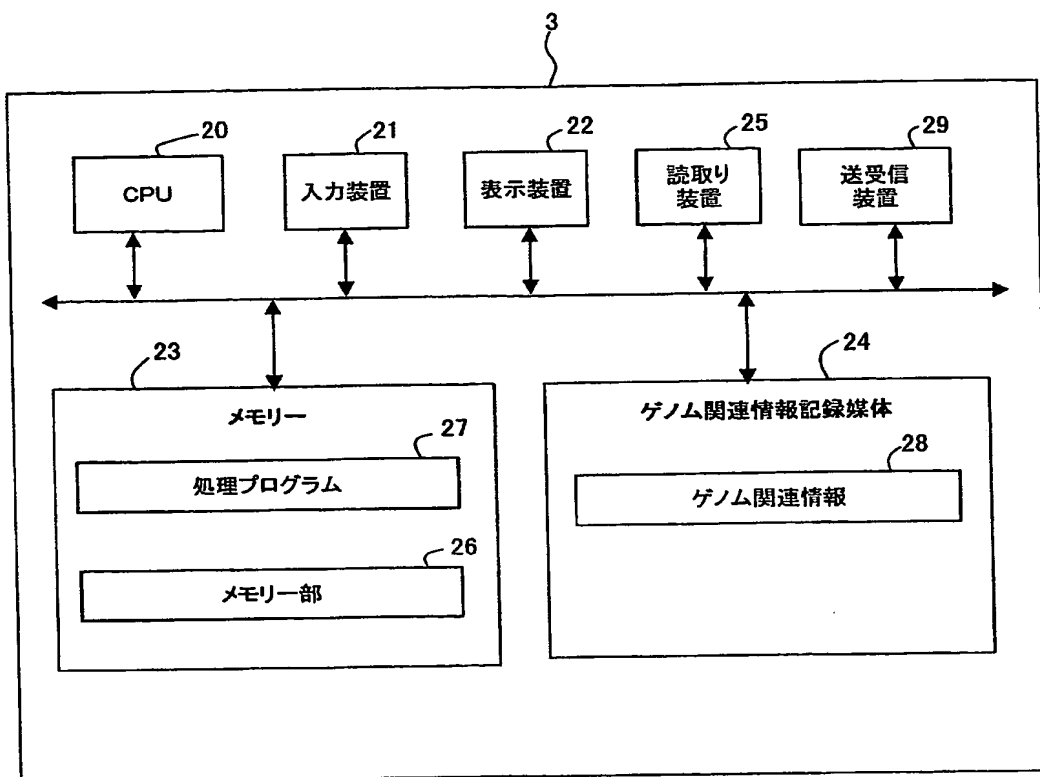 3
20
21
22
25
29
CPU
入力装置
表示装置
読取り
装置
送受信
装置
23
24
メモリー
ゲノム関連情報記録媒体
27
処理プログラム
28
ゲノム関連情報
26
メモリー部